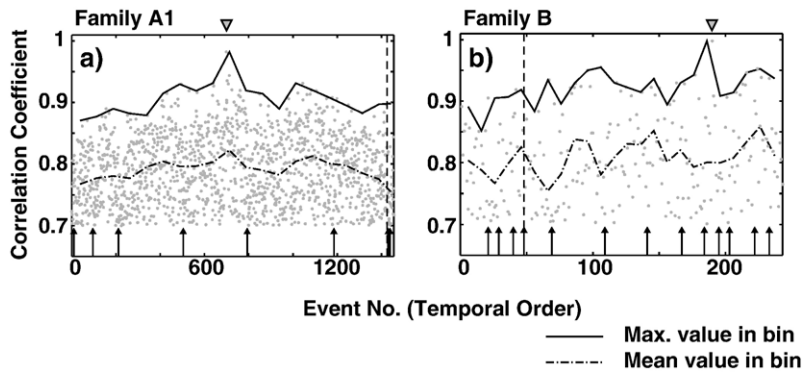 Family A1
Family B
a)
b)
Correlation Coefficient
1
0.9
0.8
0.7
1
0.9
0.8
0.7
0
600
1200
0
100
200
Event No. (Temporal Order)
Max. value in bin
Mean value in bin